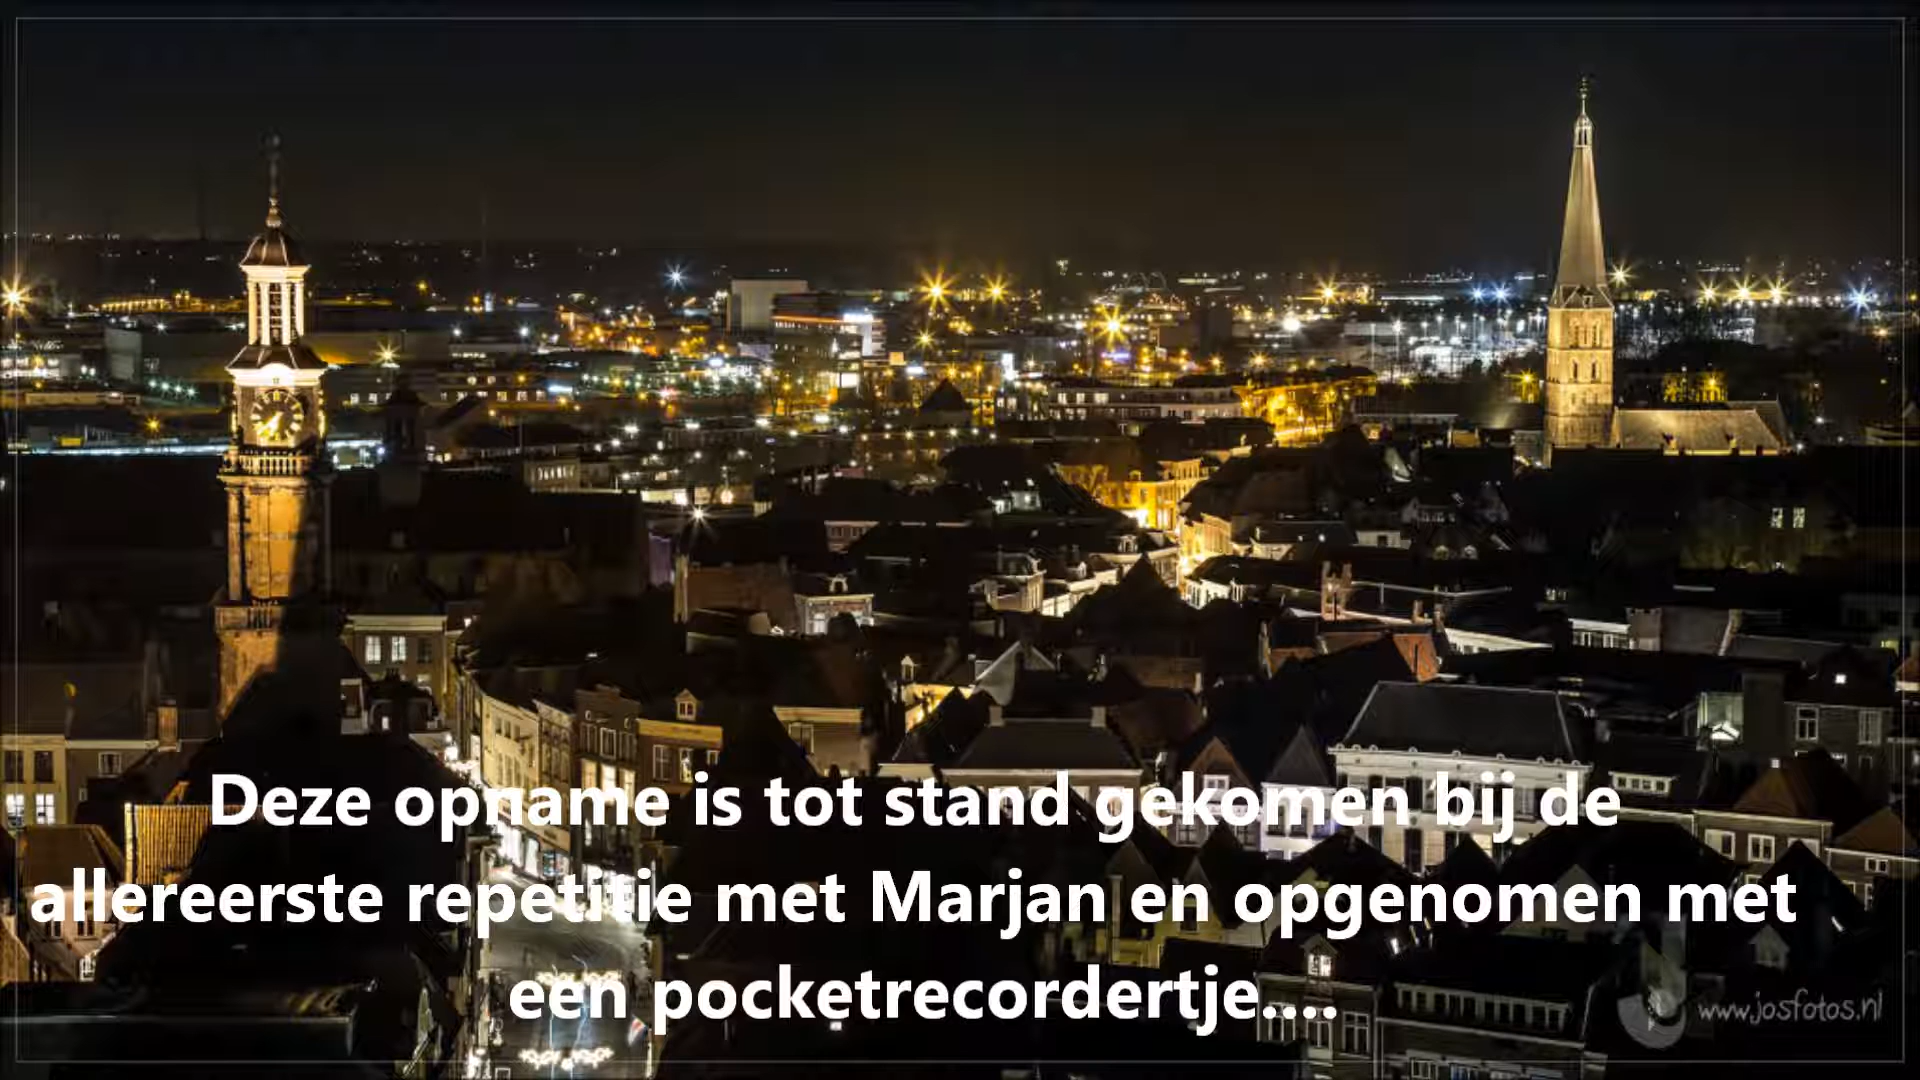 Deze opname is tot stand gekomen bij de
allereerste repetitie met Marjan en opgenomen met
een pocketrecordertje....
www.josfotos.nl